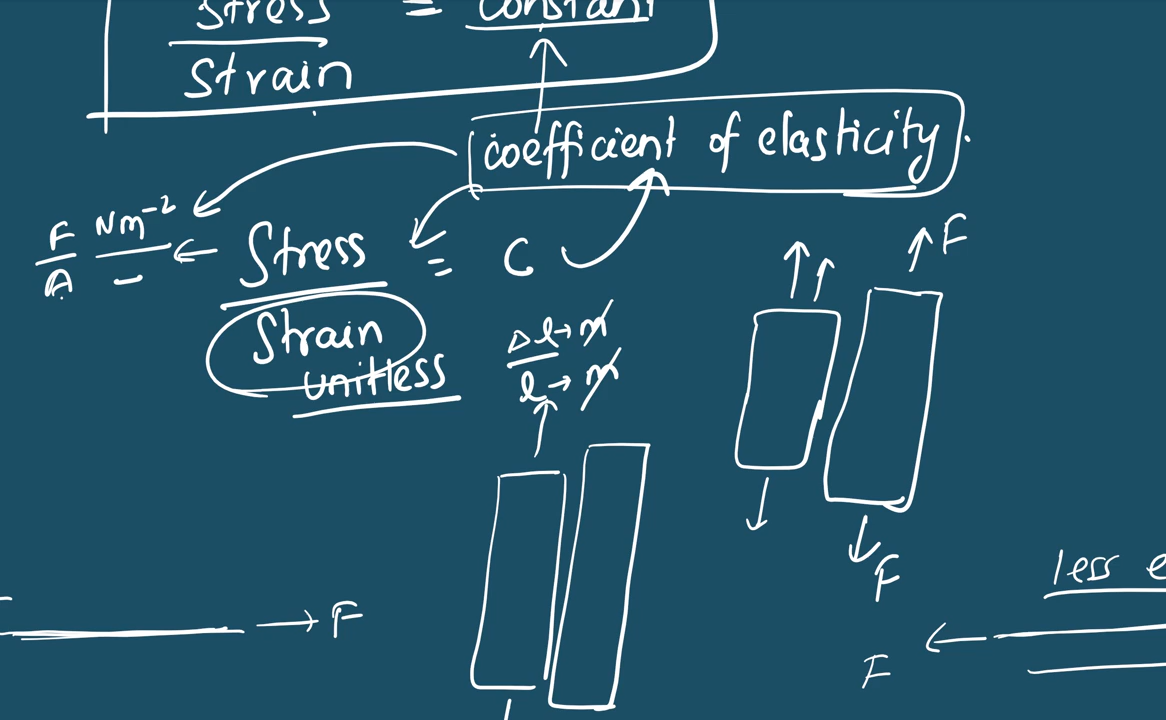 Stress = constant
Strain
coefficient of elasticity.
F/A Nm⁻² ← Stress = C
Strain
unitless
Δl → m
l → m
F
F
→ F
less
F ←